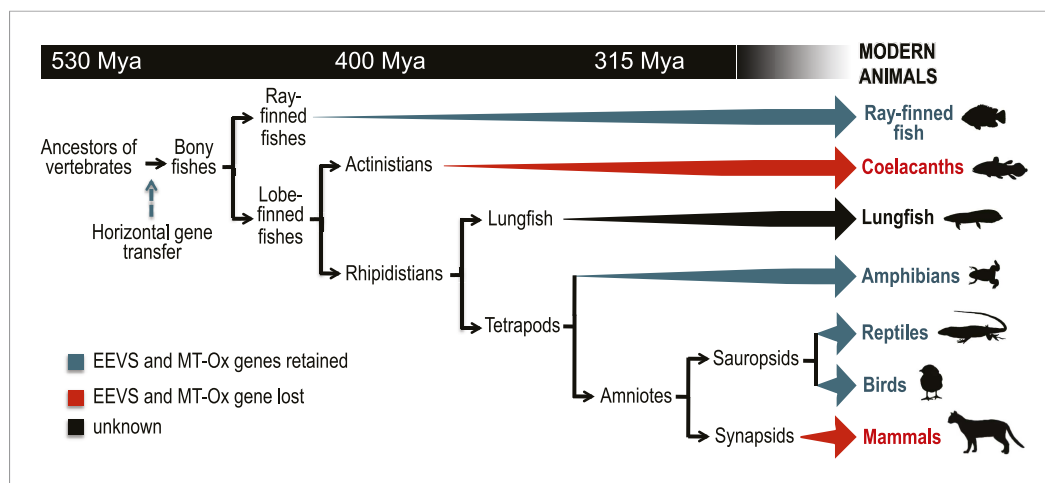 530 Mya
400 Mya
315 Mya
MODERN
ANIMALS
Ray-
finned
fishes
Ray-finned
fish
Ancestors of
vertebrates
Bony
fishes
Actinistians
Coelacanths
Lobe-
finned
fishes
Lungfish
Lungfish
Horizontal gene
transfer
Rhipidistians
Amphibians
Tetrapods
Reptiles
Sauropsids
EEVS and MT-Ox genes retained
Birds
EEVS and MT-Ox gene lost
Amniotes
unknown
Synapsids
Mammals